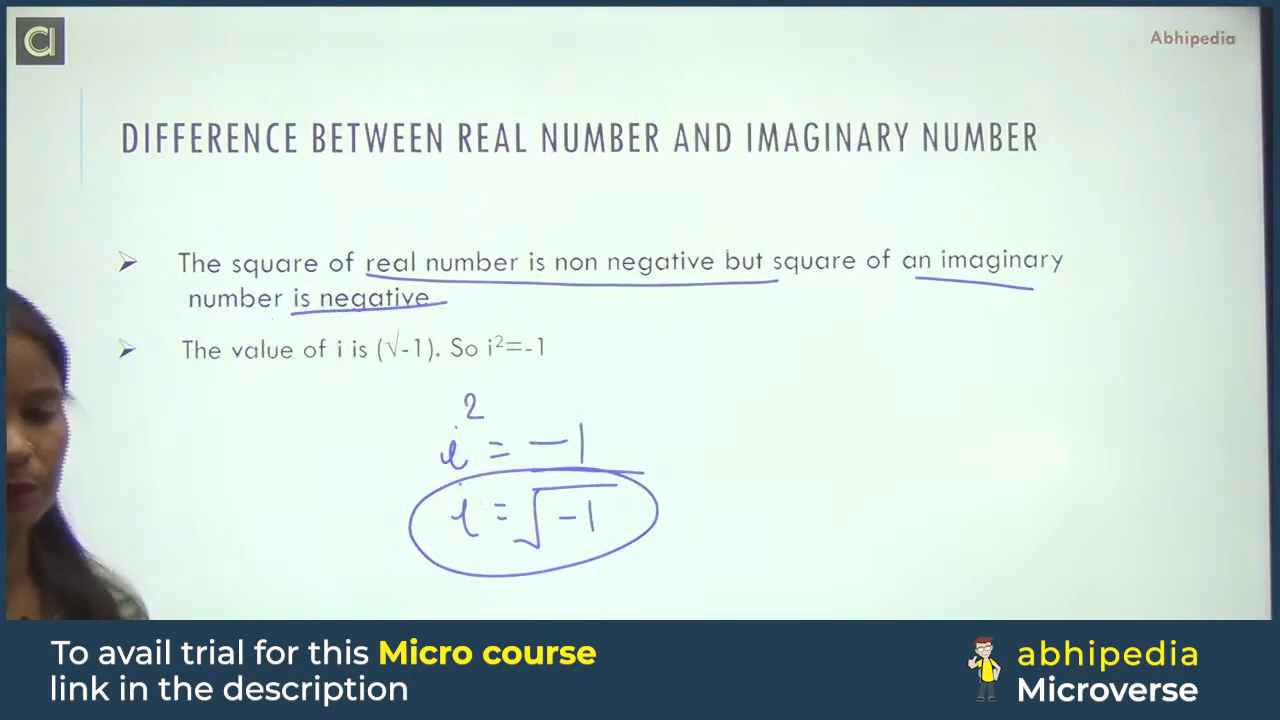 Abhipedia
DIFFERENCE BETWEEN REAL NUMBER AND IMAGINARY NUMBER
➢ The square of real number is non negative but square of an imaginary
number is negative
➢ The value of i is (√-1). So i²=-1
i² = -1
i = √-1
To avail trial for this Micro course
link in the description
abhipedia
Microverse